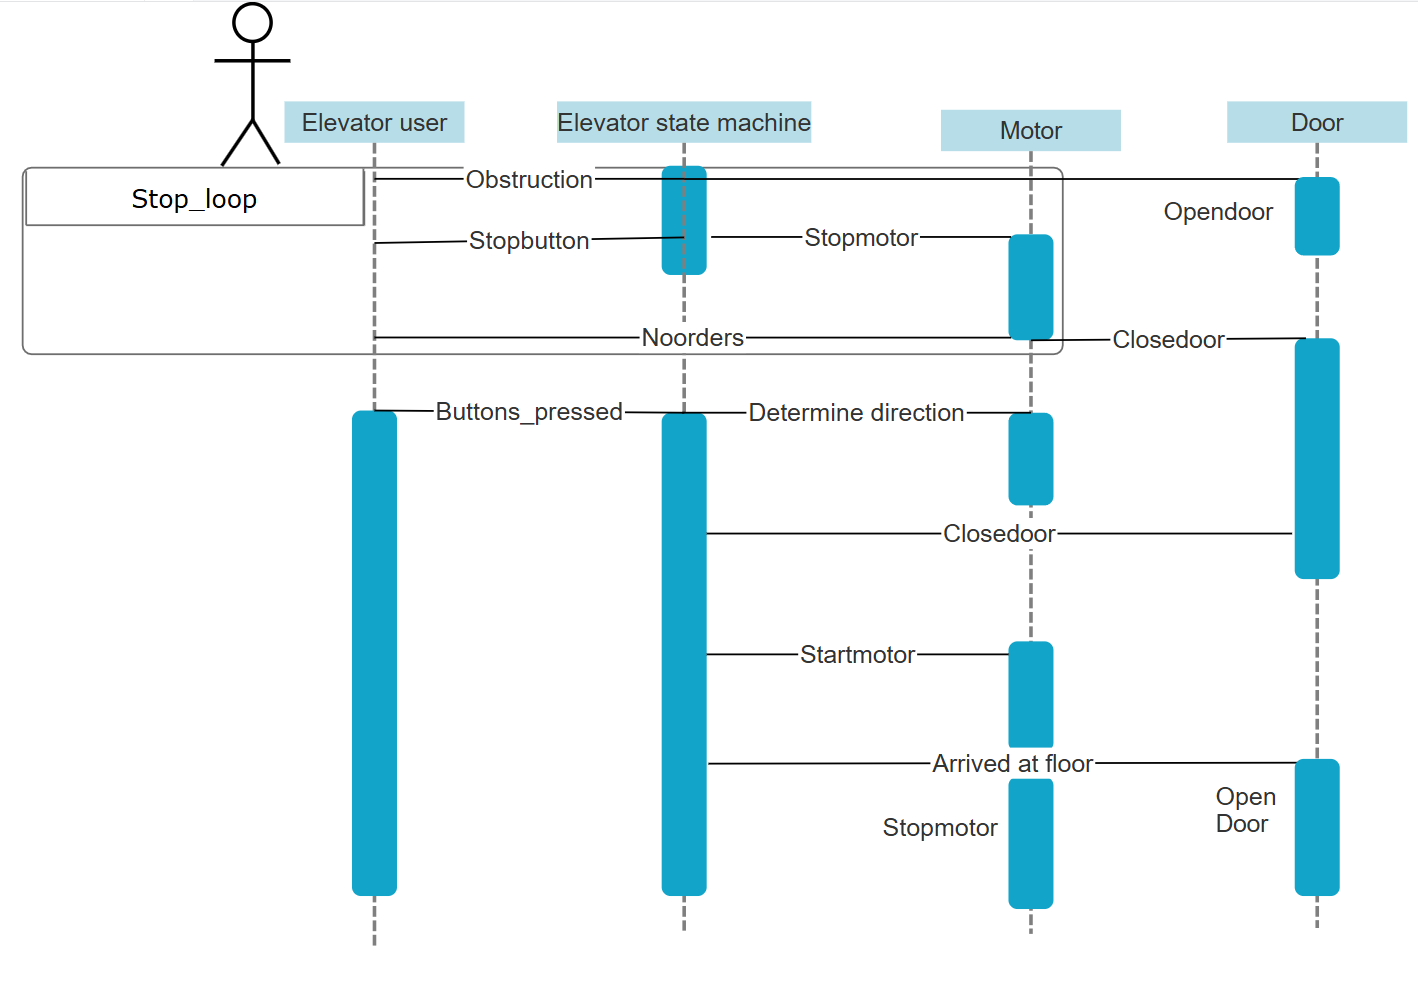 Elevator user
Elevator state machine
Motor
Door
Stop_loop
Obstruction
Opendoor
Stopbutton
Stopmotor
Noorders
Closedoor
Buttons_pressed
Determine direction
Closedoor
Startmotor
Arrived at floor
Open
Door
Stopmotor